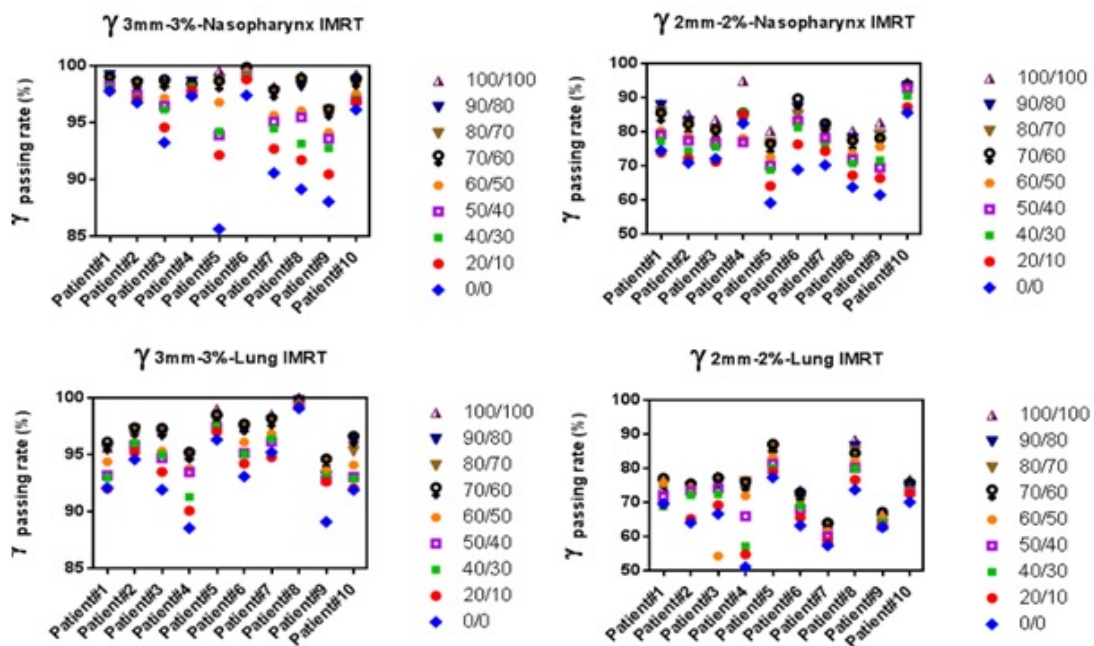 γ 3mm-3%-Nasopharynx IMRT
γ passing rate (%)
100
95
90
85
Patient#1
Patient#2
Patient#3
Patient#4
Patient#5
Patient#6
Patient#7
Patient#8
Patient#9
Patient#10
100/100
90/80
80/70
70/60
60/50
50/40
40/30
20/10
0/0
γ 2mm-2%-Nasopharynx IMRT
γ passing rate (%)
100
90
80
70
60
50
Patient#1
Patient#2
Patient#3
Patient#4
Patient#5
Patient#6
Patient#7
Patient#8
Patient#9
Patient#10
100/100
90/80
80/70
70/60
60/50
50/40
40/30
20/10
0/0
γ 3mm-3%-Lung IMRT
γ passing rate (%)
100
95
90
85
Patient#1
Patient#2
Patient#3
Patient#4
Patient#5
Patient#6
Patient#7
Patient#8
Patient#9
Patient#10
100/100
90/80
80/70
70/60
60/50
50/40
40/30
20/10
0/0
γ 2mm-2%-Lung IMRT
γ passing rate (%)
100
90
80
70
60
50
Patient#1
Patient#2
Patient#3
Patient#4
Patient#5
Patient#6
Patient#7
Patient#8
Patient#9
Patient#10
100/100
90/80
80/70
70/60
60/50
50/40
40/30
20/10
0/0